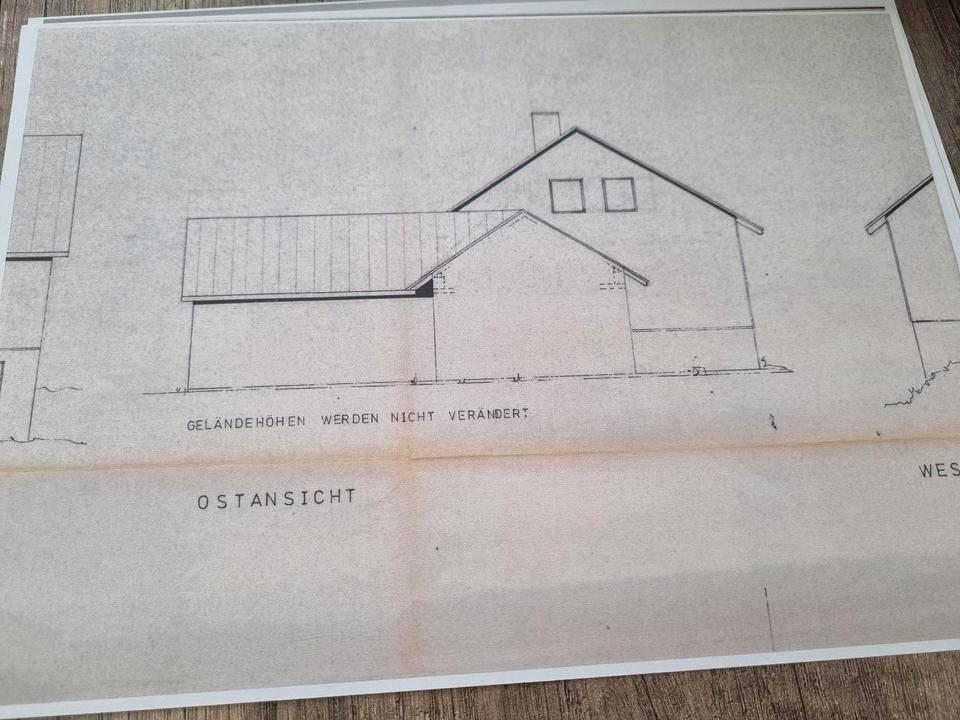 GELÄNDEHÖHEN WERDEN NICHT VERÄNDERT
OSTANSICHT
WES